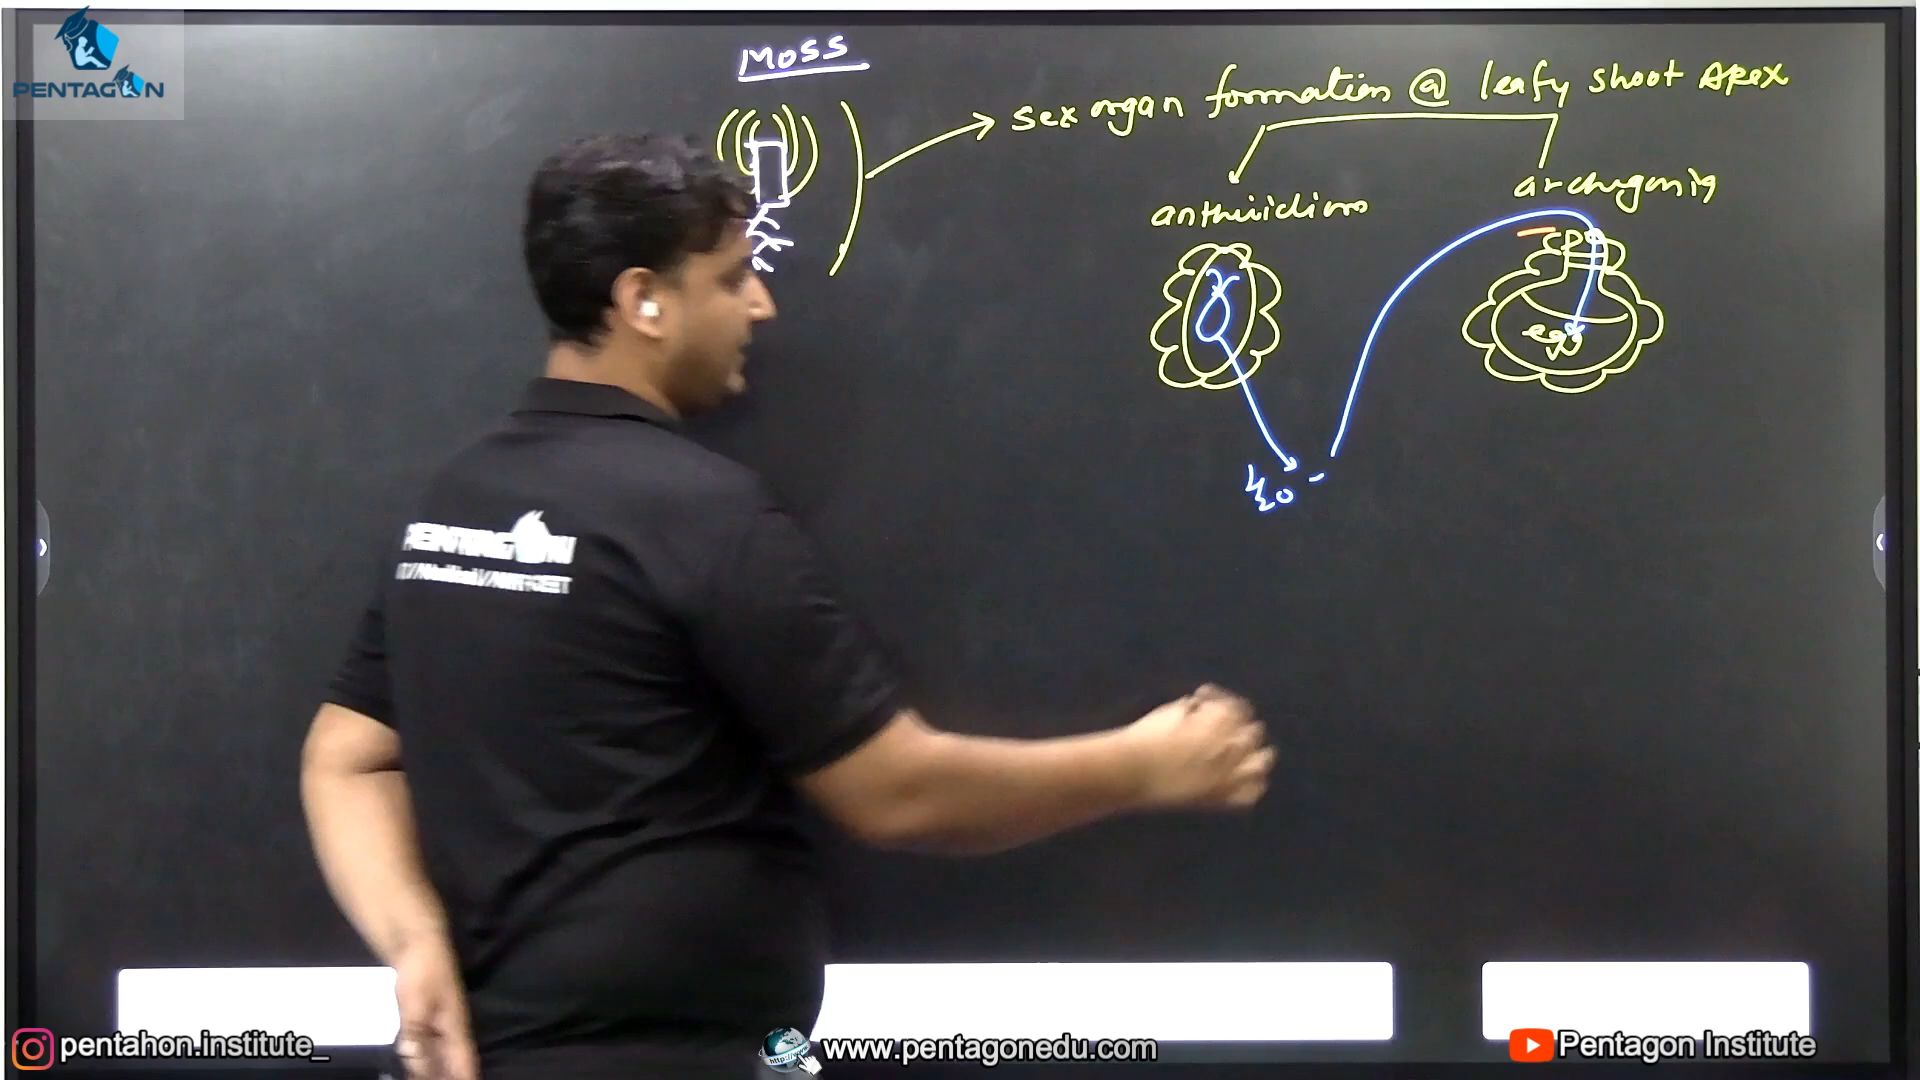 PENTAGON
MOSS
sex organ formation @ leafy shoot apex
antheridium
archegonia
egg
PENTAGON
pentahon.institute_
www.pentagonedu.com
Pentagon Institute